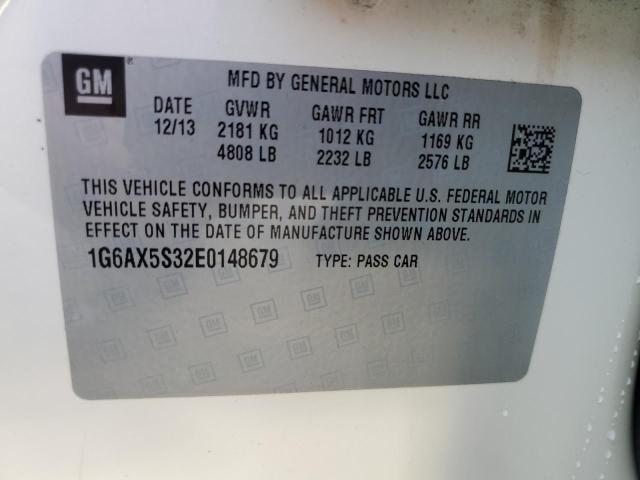 GM
MFD BY GENERAL MOTORS LLC
DATE GVWR GAWR FRT GAWR RR
12/13 2181 KG 1012 KG 1169 KG
4808 LB 2232 LB 2576 LB
THIS VEHICLE CONFORMS TO ALL APPLICABLE U.S. FEDERAL MOTOR
VEHICLE SAFETY, BUMPER, AND THEFT PREVENTION STANDARDS IN
EFFECT ON THE DATE OF MANUFACTURE SHOWN ABOVE.
1G6AX5S32E0148679 TYPE: PASS CAR